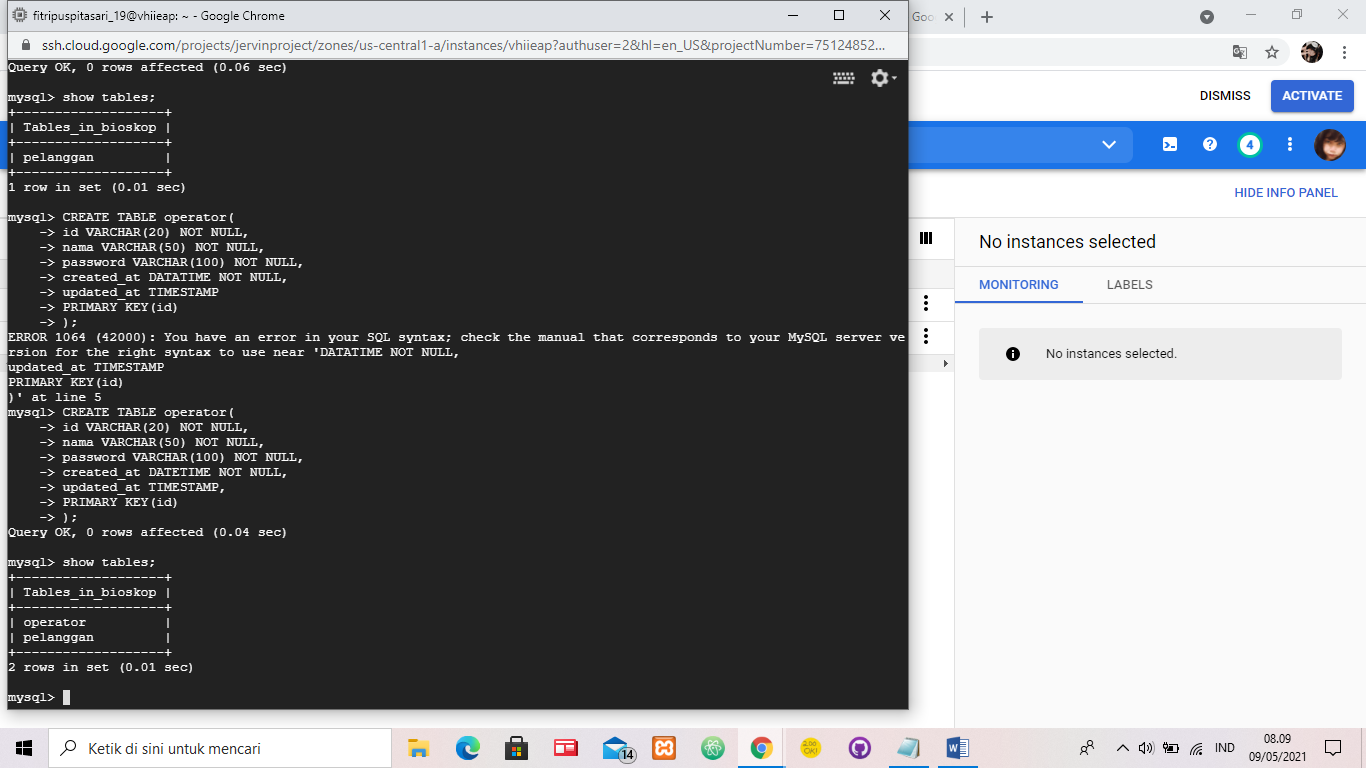 fitripuspitasari_19@vhiieap: ~ - Google Chrome
ssh.cloud.google.com/projects/jervinproject/zones/us-central1-a/instances/vhiieap?authuser=2&hl=en_US&projectNumber=75124852...
Query OK, 0 rows affected (0.06 sec)
mysql> show tables;
+-------------------+
| Tables_in_bioskop |
+-------------------+
| pelanggan         |
+-------------------+
1 row in set (0.01 sec)
mysql> CREATE TABLE operator(
    -> id VARCHAR(20) NOT NULL,
    -> nama VARCHAR(50) NOT NULL,
    -> password VARCHAR(100) NOT NULL,
    -> created_at DATATIME NOT NULL,
    -> updated_at TIMESTAMP
    -> PRIMARY KEY(id)
    -> );
ERROR 1064 (42000): You have an error in your SQL syntax; check the manual that corresponds to your MySQL server ve
rsion for the right syntax to use near 'DATATIME NOT NULL,
updated_at TIMESTAMP
PRIMARY KEY(id)
)' at line 5
mysql> CREATE TABLE operator(
    -> id VARCHAR(20) NOT NULL,
    -> nama VARCHAR(50) NOT NULL,
    -> password VARCHAR(100) NOT NULL,
    -> created_at DATETIME NOT NULL,
    -> updated_at TIMESTAMP,
    -> PRIMARY KEY(id)
    -> );
Query OK, 0 rows affected (0.04 sec)
mysql> show tables;
+-------------------+
| Tables_in_bioskop |
+-------------------+
| operator          |
| pelanggan         |
+-------------------+
2 rows in set (0.01 sec)
mysql>
Goo
DISMISS
ACTIVATE
4
HIDE INFO PANEL
No instances selected
MONITORING
LABELS
No instances selected.
Ketik di sini untuk mencari
14
IND
08.09
09/05/2021